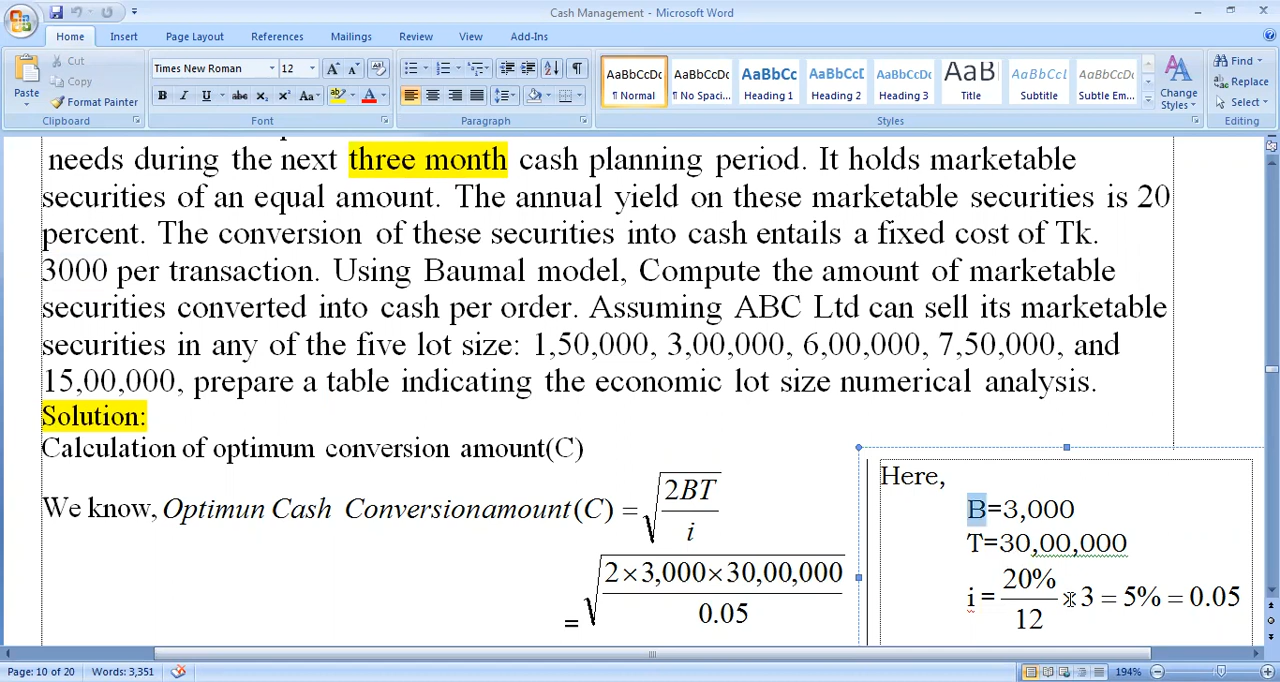 Cash Management - Microsoft Word
Home Insert Page Layout References Mailings Review View Add-Ins
Cut
Copy
Paste
Format Painter
Clipboard
Times New Roman 12
Font
Paragraph
AaBbCcDc AaBbCcDc AaBbCc AaBbCcD AaBbCcD AaB AaBbCcL AaBbCcL
¶ Normal ¶ No Spaci... Heading 1 Heading 2 Heading 3 Title Subtitle Subtle Em...
Change Styles
Styles
Find
Replace
Select
Editing
needs during the next three month cash planning period. It holds marketable
securities of an equal amount. The annual yield on these marketable securities is 20
percent. The conversion of these securities into cash entails a fixed cost of Tk.
3000 per transaction. Using Baumal model, Compute the amount of marketable
securities converted into cash per order. Assuming ABC Ltd can sell its marketable
securities in any of the five lot size: 1,50,000, 3,00,000, 6,00,000, 7,50,000, and
15,00,000, prepare a table indicating the economic lot size numerical analysis.
Solution:
Calculation of optimum conversion amount(C)
We know, Optimun Cash Conversionamount(C) = √(2BT / i)
= √(2×3,000×30,00,000 / 0.05)
Here,
B=3,000
T=30,00,000
i = 20% / 12 ×3 = 5% = 0.05
Page: 10 of 20 Words: 3,351 194%